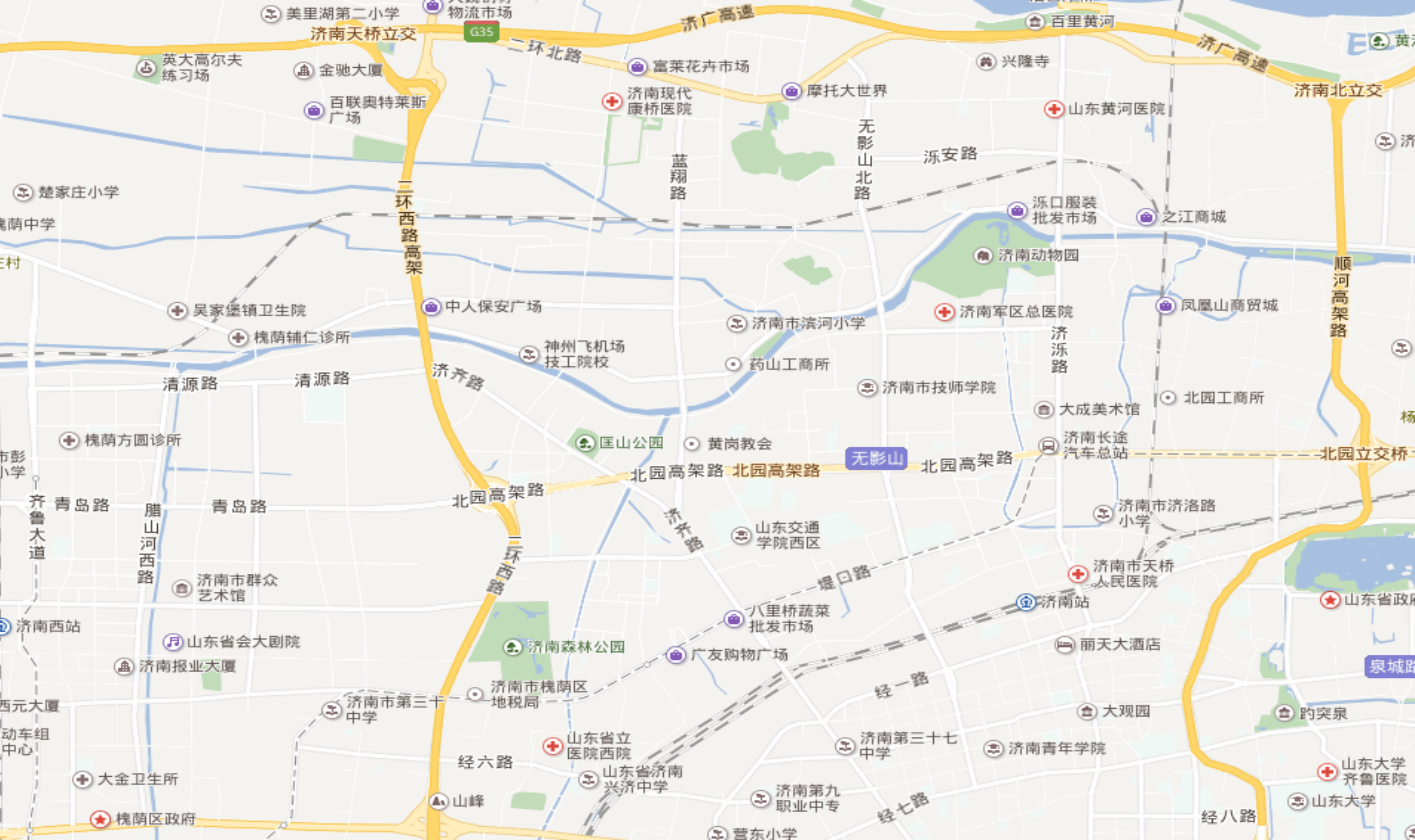 美里湖第二小学
物流市场
济南天桥立交
G35
二环北路
济广高速
百里黄河
济广高速
英大高尔夫
练习场
金驰大厦
富莱花卉市场
兴隆寺
济南北立交
百联奥特莱斯
广场
济南现代
康桥医院
摩托大世界
山东黄河医院
无影山北路
蓝翔路
泺安路
楚家庄小学
二环西路高架
泺口服装
批发市场
之江商城
槐荫中学
济南动物园
庄村
顺河高架路
吴家堡镇卫生院
中人保安广场
济南市滨河小学
济南军区总医院
凤凰山商贸城
槐荫辅仁诊所
神州飞机场
技工院校
药山工商所
济泺路
清源路
清源路
济齐路
济南市技师学院
北园工商所
大成美术馆
槐荫方圆诊所
匡山公园
黄岗教会
无影山
济南长途
汽车总站
北园立交桥
市彭
小学
北园高架路
北园高架路
北园高架路
北园高架路
齐鲁大道
青岛路
腊山河西路
青岛路
二环西路
济齐路
山东交通
学院西区
济南市济洛路
小学
济南市群众
艺术馆
堤口路
济南市天桥
人民医院
济南站
山东省政府
济南西站
山东省会大剧院
八里桥蔬菜
批发市场
济南森林公园
广友购物广场
丽天大酒店
泉城路
济南报业大厦
济南市槐荫区
地税局
经一路
西元大厦
济南市第三十
中学
大观园
趵突泉
动车组
中心
山东省立
医院西院
济南第三十七
中学
济南青年学院
经六路
山东省济南
兴济中学
山东大学
齐鲁医院
大金卫生所
山峰
济南第九
职业中专
经七路
山东大学
槐荫区政府
营东小学
经八路